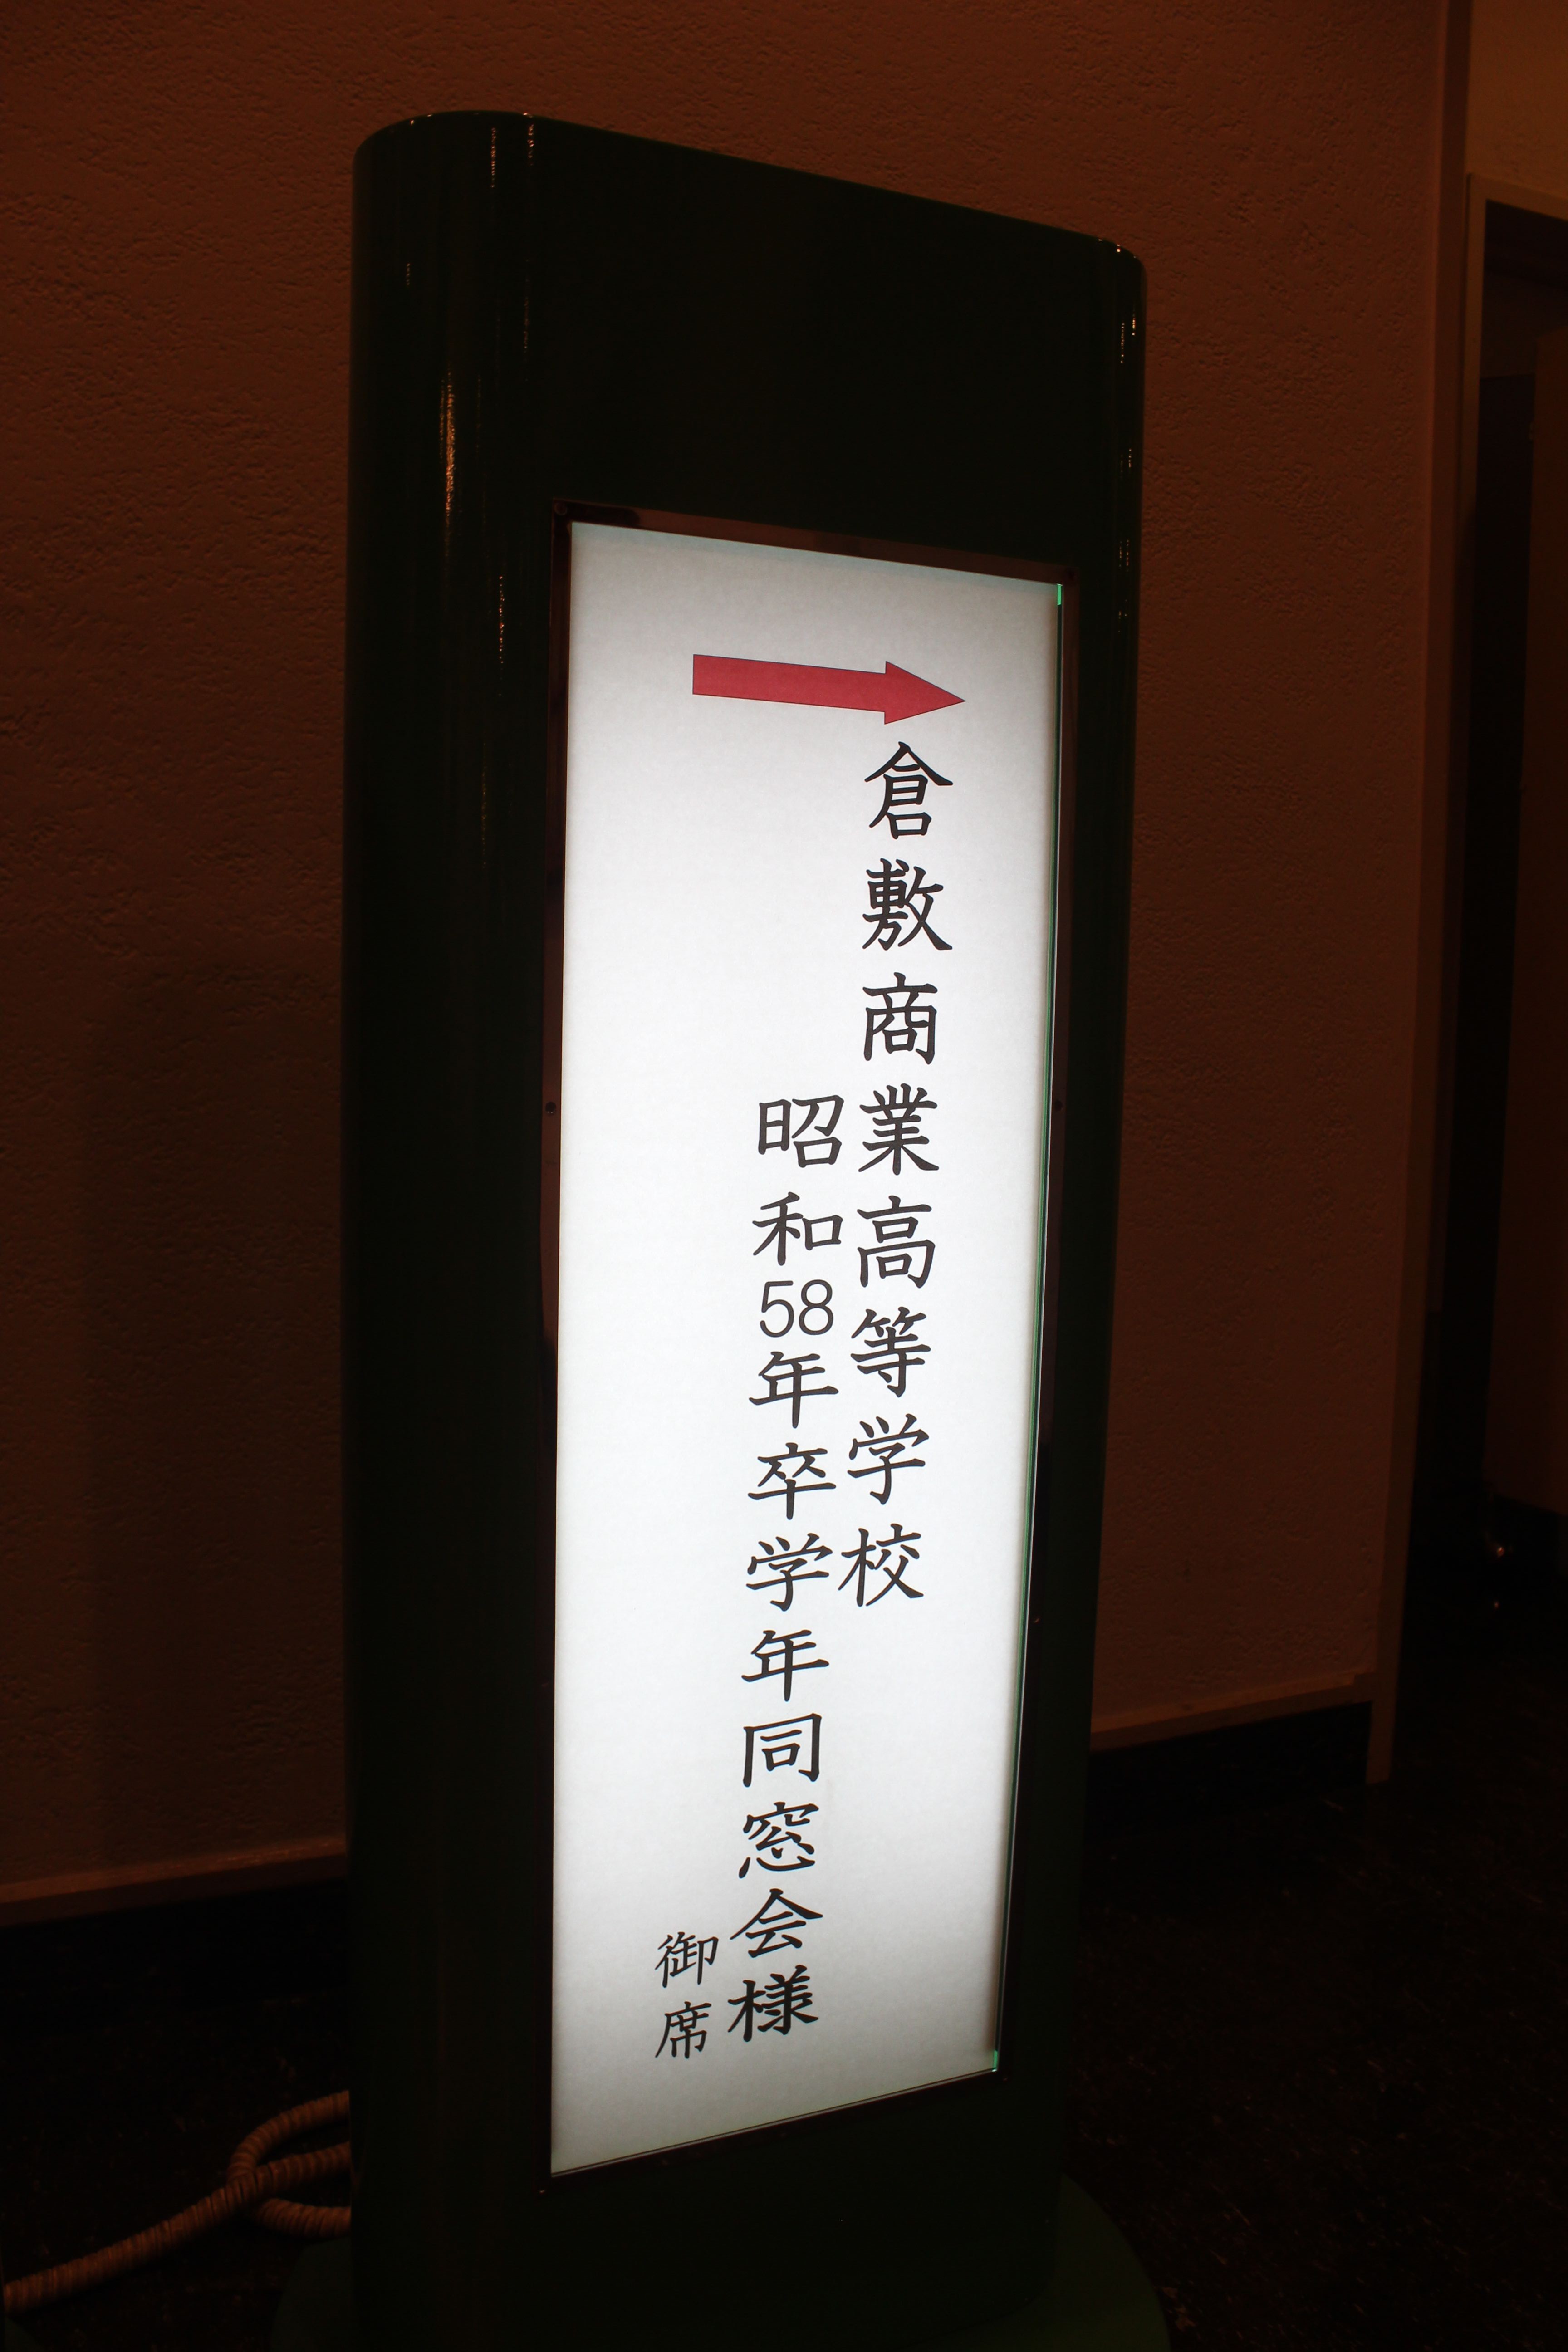 倉敷商業高等学校
昭和58年卒学年同窓会様
御席